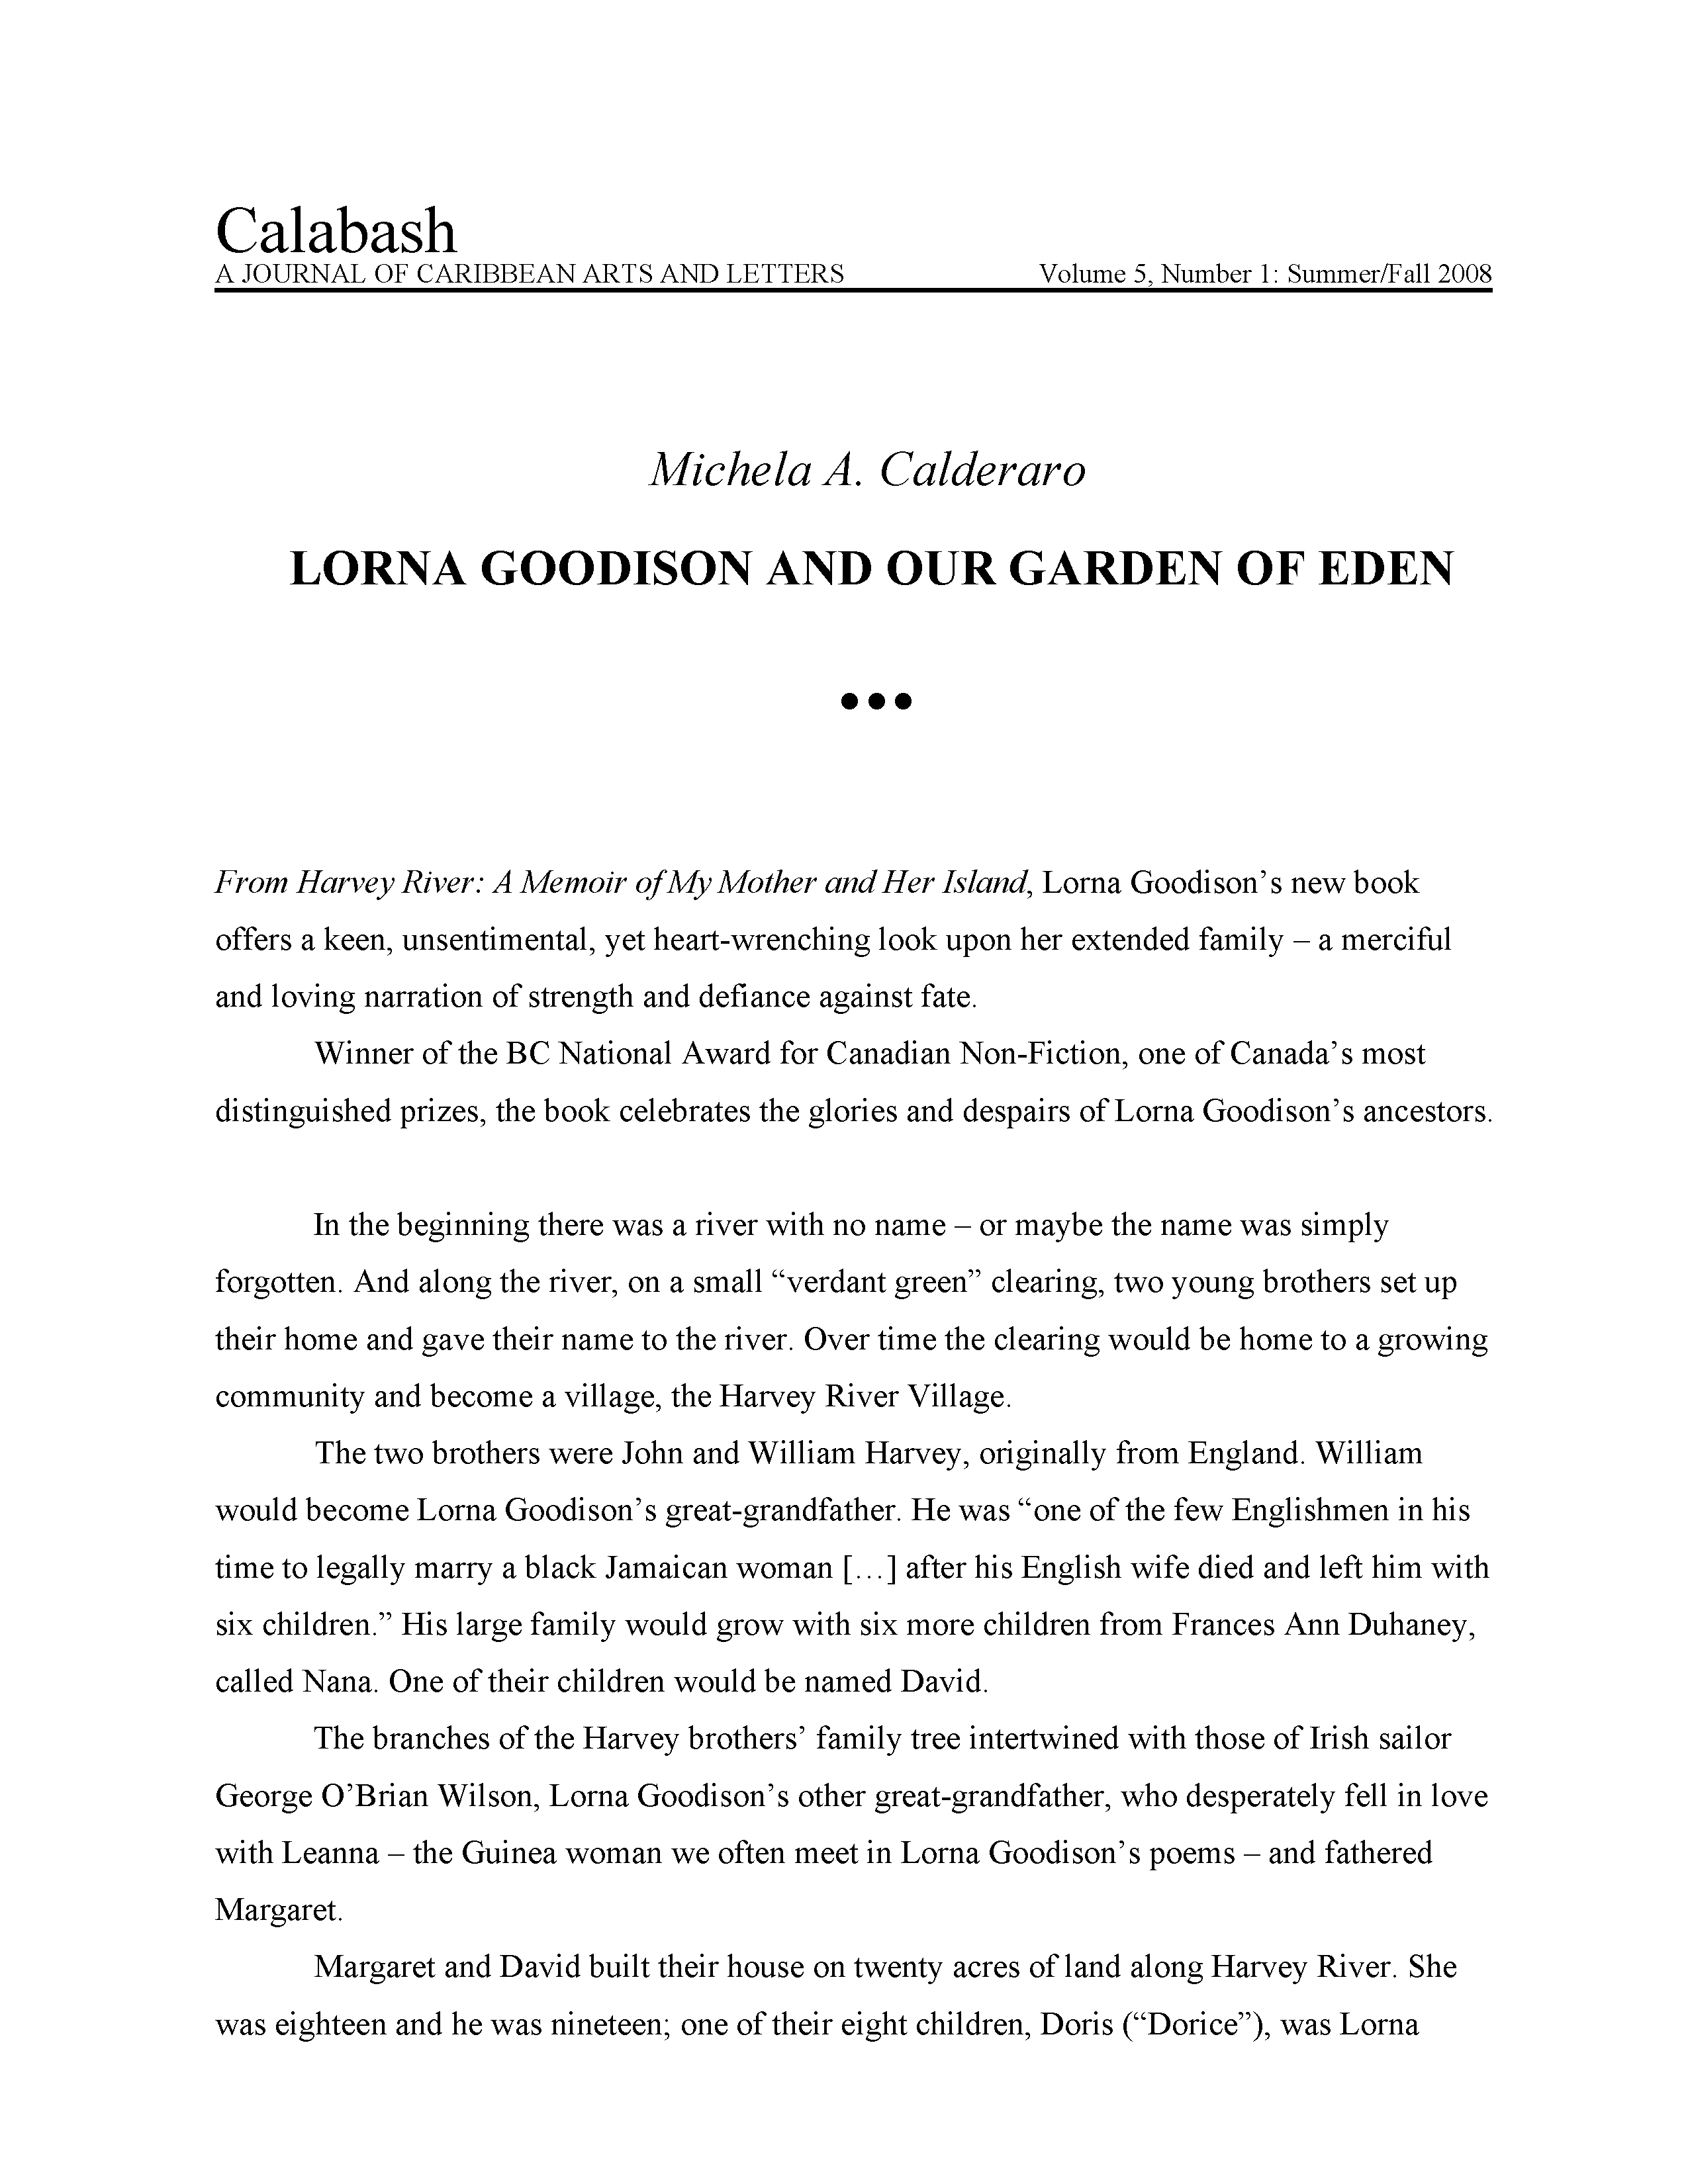 Calabash
A JOURNAL OF CARIBBEAN ARTS AND LETTERS Volume 5, Number 1: Summer/Fall 2008
Michela A. Calderaro
LORNA GOODISON AND OUR GARDEN OF EDEN
•••
From Harvey River: A Memoir of My Mother and Her Island, Lorna Goodison’s new book
offers a keen, unsentimental, yet heart-wrenching look upon her extended family – a merciful
and loving narration of strength and defiance against fate.
Winner of the BC National Award for Canadian Non-Fiction, one of Canada’s most
distinguished prizes, the book celebrates the glories and despairs of Lorna Goodison’s ancestors.
In the beginning there was a river with no name – or maybe the name was simply
forgotten. And along the river, on a small “verdant green” clearing, two young brothers set up
their home and gave their name to the river. Over time the clearing would be home to a growing
community and become a village, the Harvey River Village.
The two brothers were John and William Harvey, originally from England. William
would become Lorna Goodison’s great-grandfather. He was “one of the few Englishmen in his
time to legally marry a black Jamaican woman […] after his English wife died and left him with
six children.” His large family would grow with six more children from Frances Ann Duhaney,
called Nana. One of their children would be named David.
The branches of the Harvey brothers’ family tree intertwined with those of Irish sailor
George O’Brian Wilson, Lorna Goodison’s other great-grandfather, who desperately fell in love
with Leanna – the Guinea woman we often meet in Lorna Goodison’s poems – and fathered
Margaret.
Margaret and David built their house on twenty acres of land along Harvey River. She
was eighteen and he was nineteen; one of their eight children, Doris (“Dorice”), was Lorna